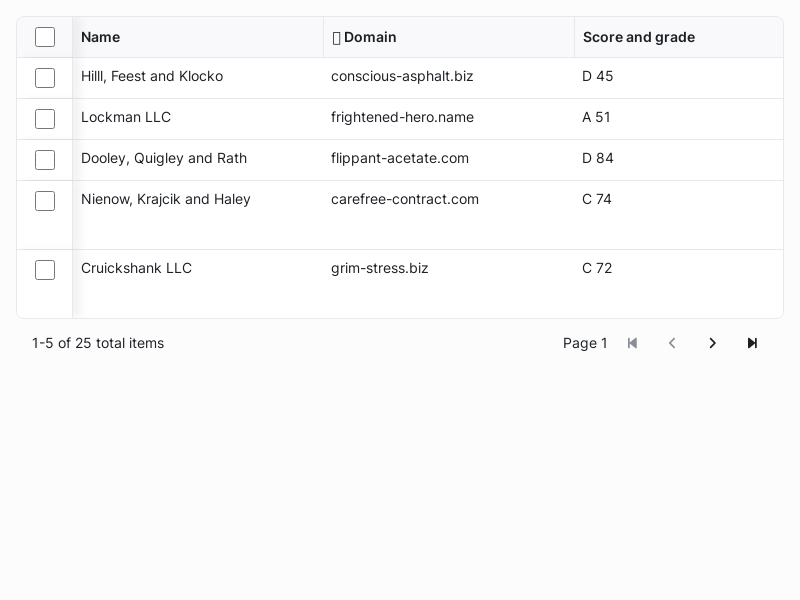 Name Domain Score and grade
Hilll, Feest and Klocko conscious-asphalt.biz D 45
Lockman LLC frightened-hero.name A 51
Dooley, Quigley and Rath flippant-acetate.com D 84
Nienow, Krajcik and Haley carefree-contract.com C 74
Cruickshank LLC grim-stress.biz C 72
1-5 of 25 total items Page 1